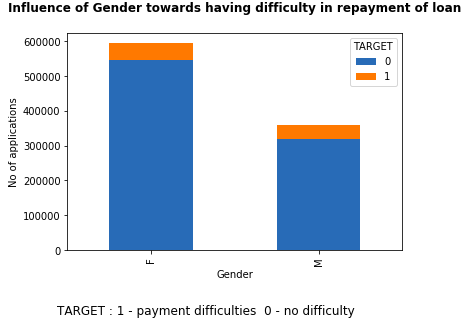 Influence of Gender towards having difficulty in repayment of loan
TARGET
0
1
600000
500000
400000
300000
200000
100000
0
No of applications
F
M
Gender
TARGET : 1 - payment difficulties  0 - no difficulty